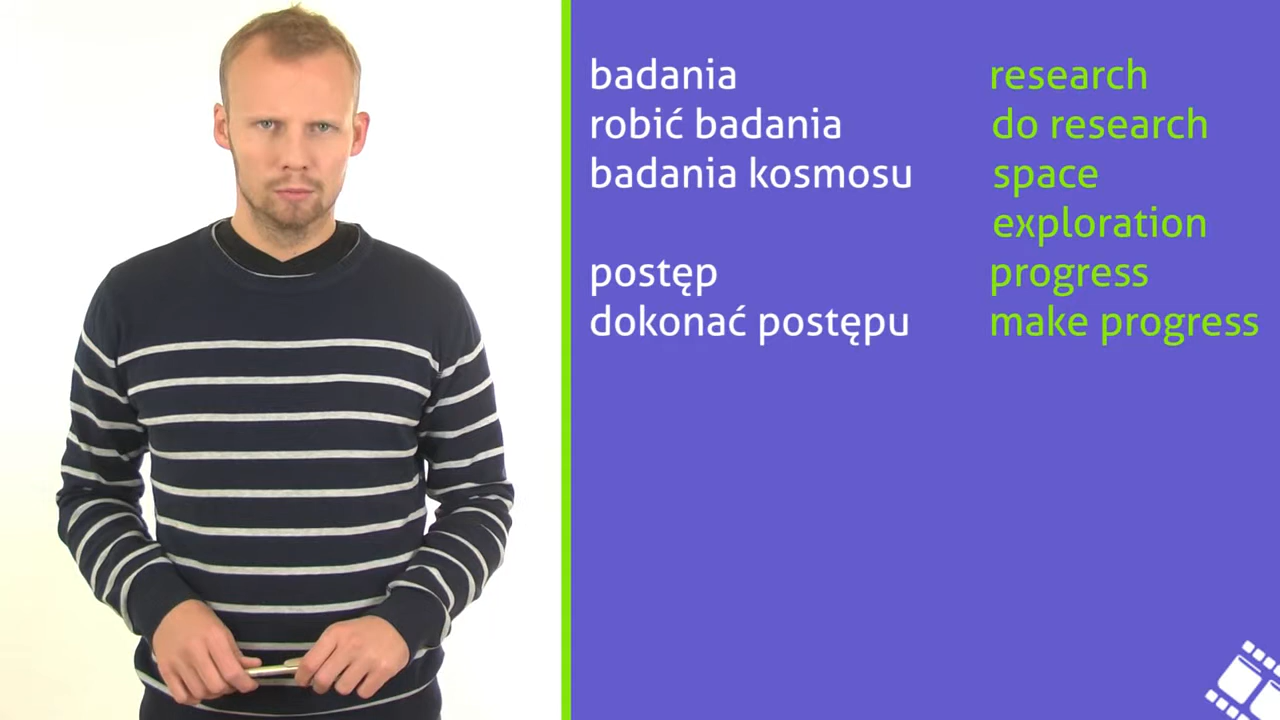 badania research
robić badania do research
badania kosmosu space
exploration
postęp progress
dokonać postępu make progress